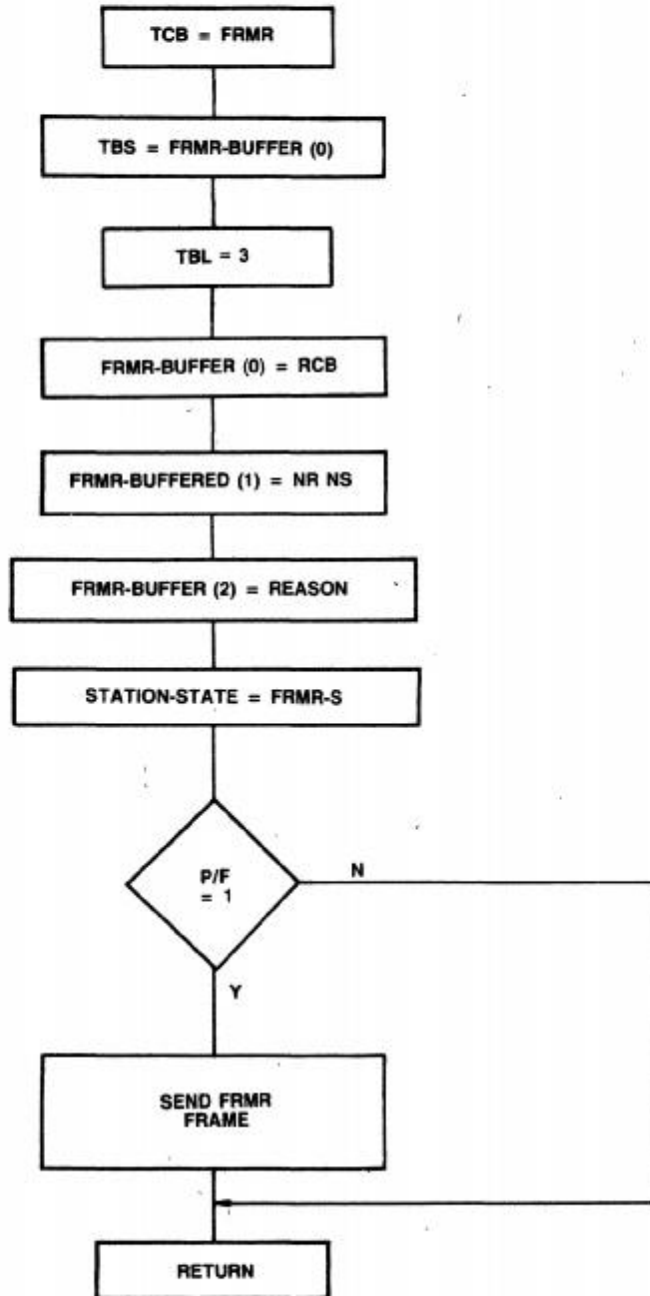 TCB = FRMR
TBS = FRMR-BUFFER (0)
TBL = 3
FRMR-BUFFER (0) = RCB
FRMR-BUFFERED (1) = NR NS
FRMR-BUFFER (2) = REASON
STATION-STATE = FRMR-S
P/F
= 1
N
Y
SEND FRMR
FRAME
RETURN